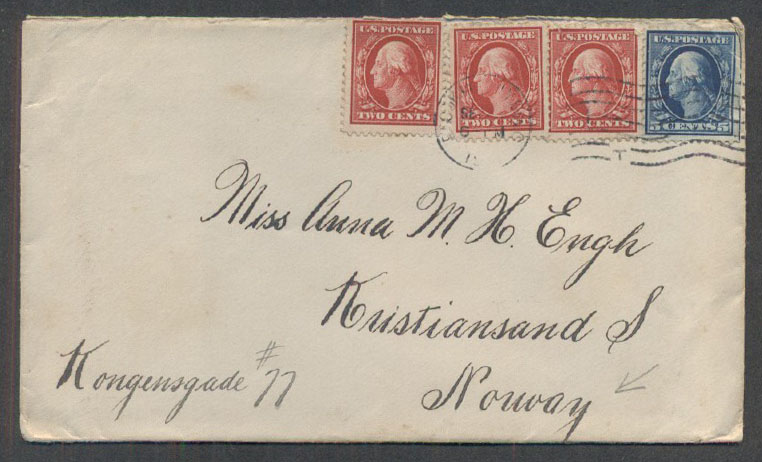 U.S.POSTAGE
TWO CENTS
U.S.POSTAGE
TWO CENTS
U.S.POSTAGE
TWO CENTS
U.S.POSTAGE
5 CENTS 5
T
Miss Anna M. H. Engh
Kristiansand S
Norway
Kongensgade # 77